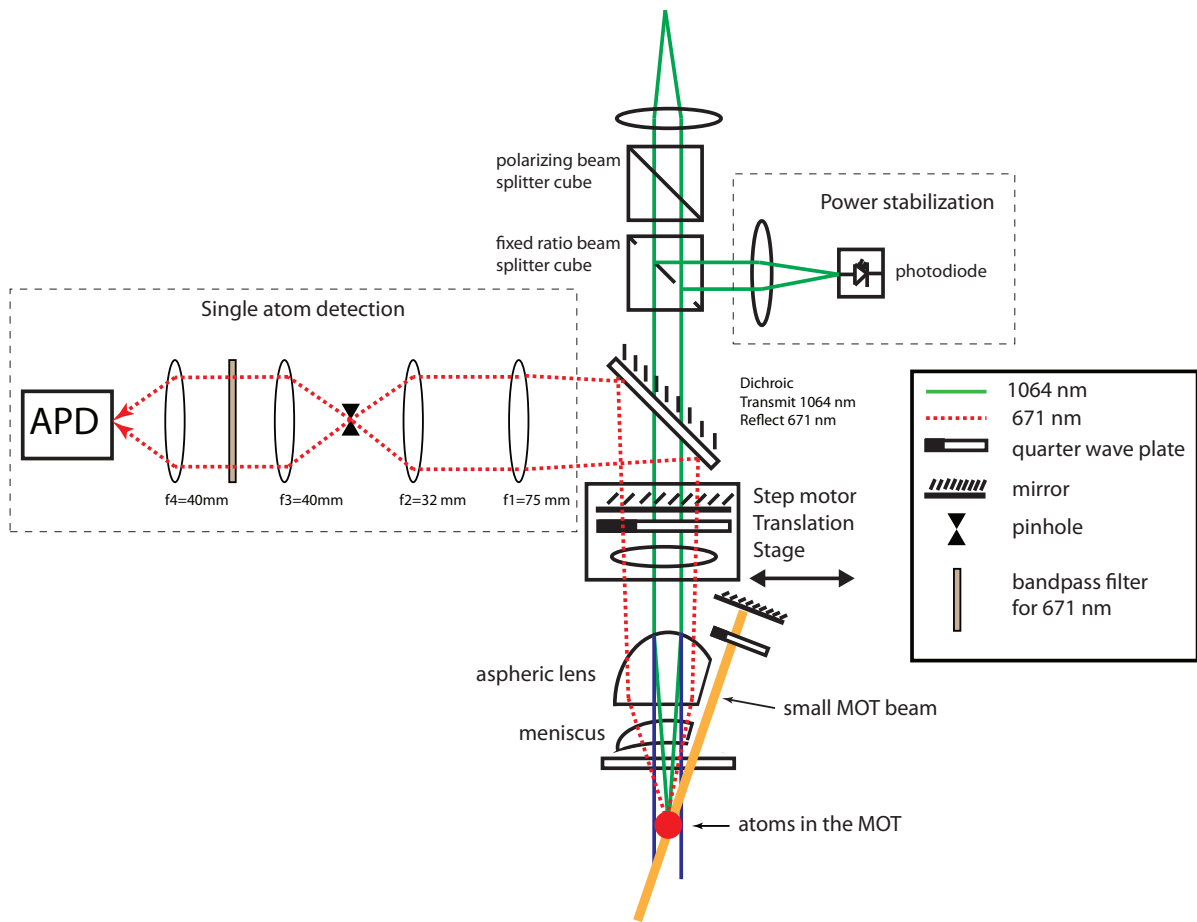 polarizing beam
splitter cube
Power stabilization
fixed ratio beam
splitter cube
photodiode
Single atom detection
APD
f4=40mm
f3=40mm
f2=32 mm
f1=75 mm
Dichroic
Transmit 1064 nm
Reflect 671 nm
1064 nm
671 nm
quarter wave plate
mirror
pinhole
bandpass filter
for 671 nm
Step motor
Translation
Stage
aspheric lens
small MOT beam
meniscus
atoms in the MOT